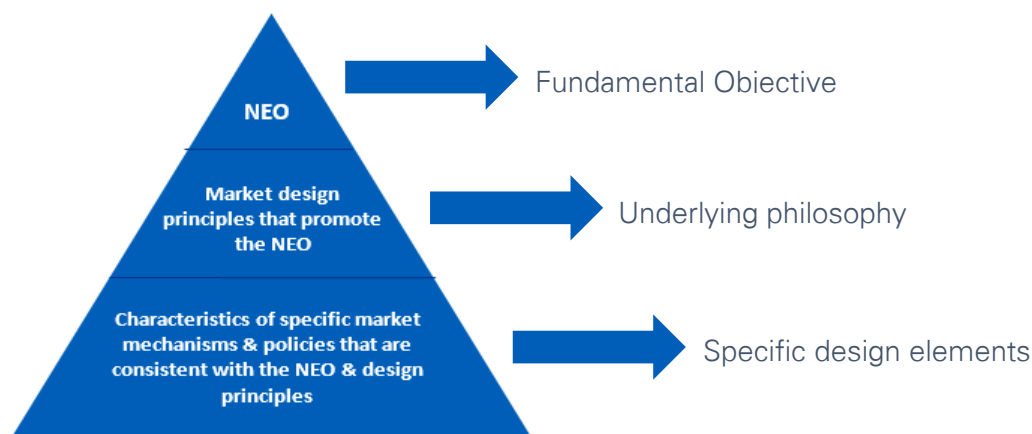 NEO
Fundamental Objective
Market design
principles that promote
the NEO
Underlying philosophy
Characteristics of specific market
mechanisms & policies that are
consistent with the NEO & design
principles
Specific design elements